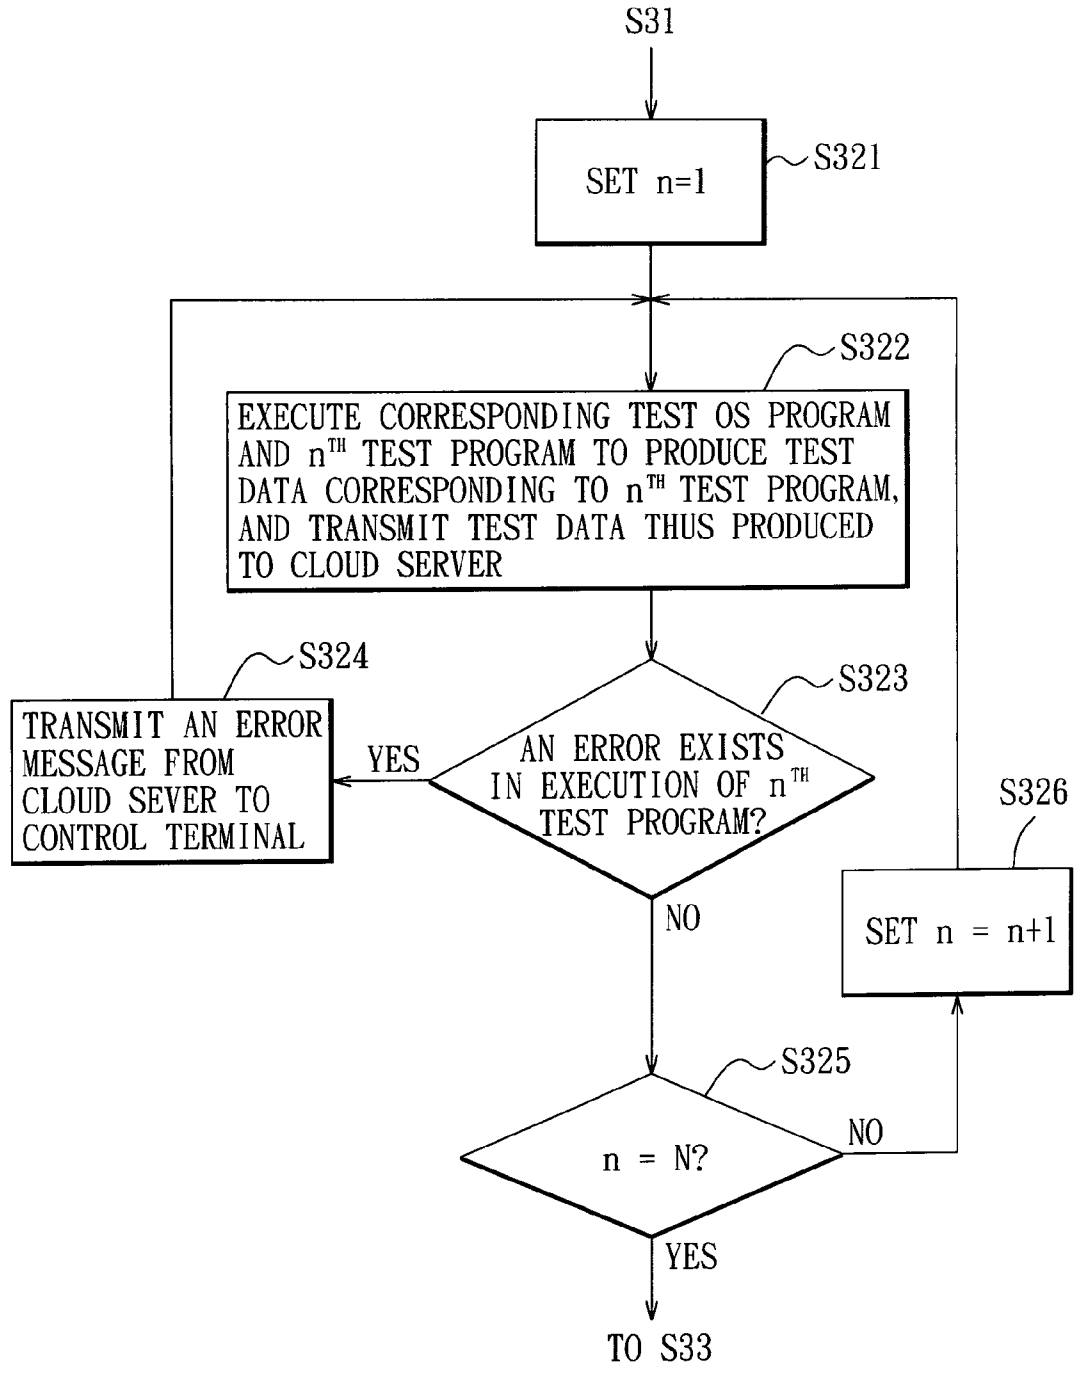 S31
S321
SET n=1
S322
EXECUTE CORRESPONDING TEST OS PROGRAM
AND nTH TEST PROGRAM TO PRODUCE TEST
DATA CORRESPONDING TO nTH TEST PROGRAM,
AND TRANSMIT TEST DATA THUS PRODUCED
TO CLOUD SERVER
S324
TRANSMIT AN ERROR
MESSAGE FROM
CLOUD SEVER TO
CONTROL TERMINAL
YES
S323
AN ERROR EXISTS
IN EXECUTION OF nTH
TEST PROGRAM?
NO
S326
SET n = n+1
S325
n = N?
NO
YES
TO S33